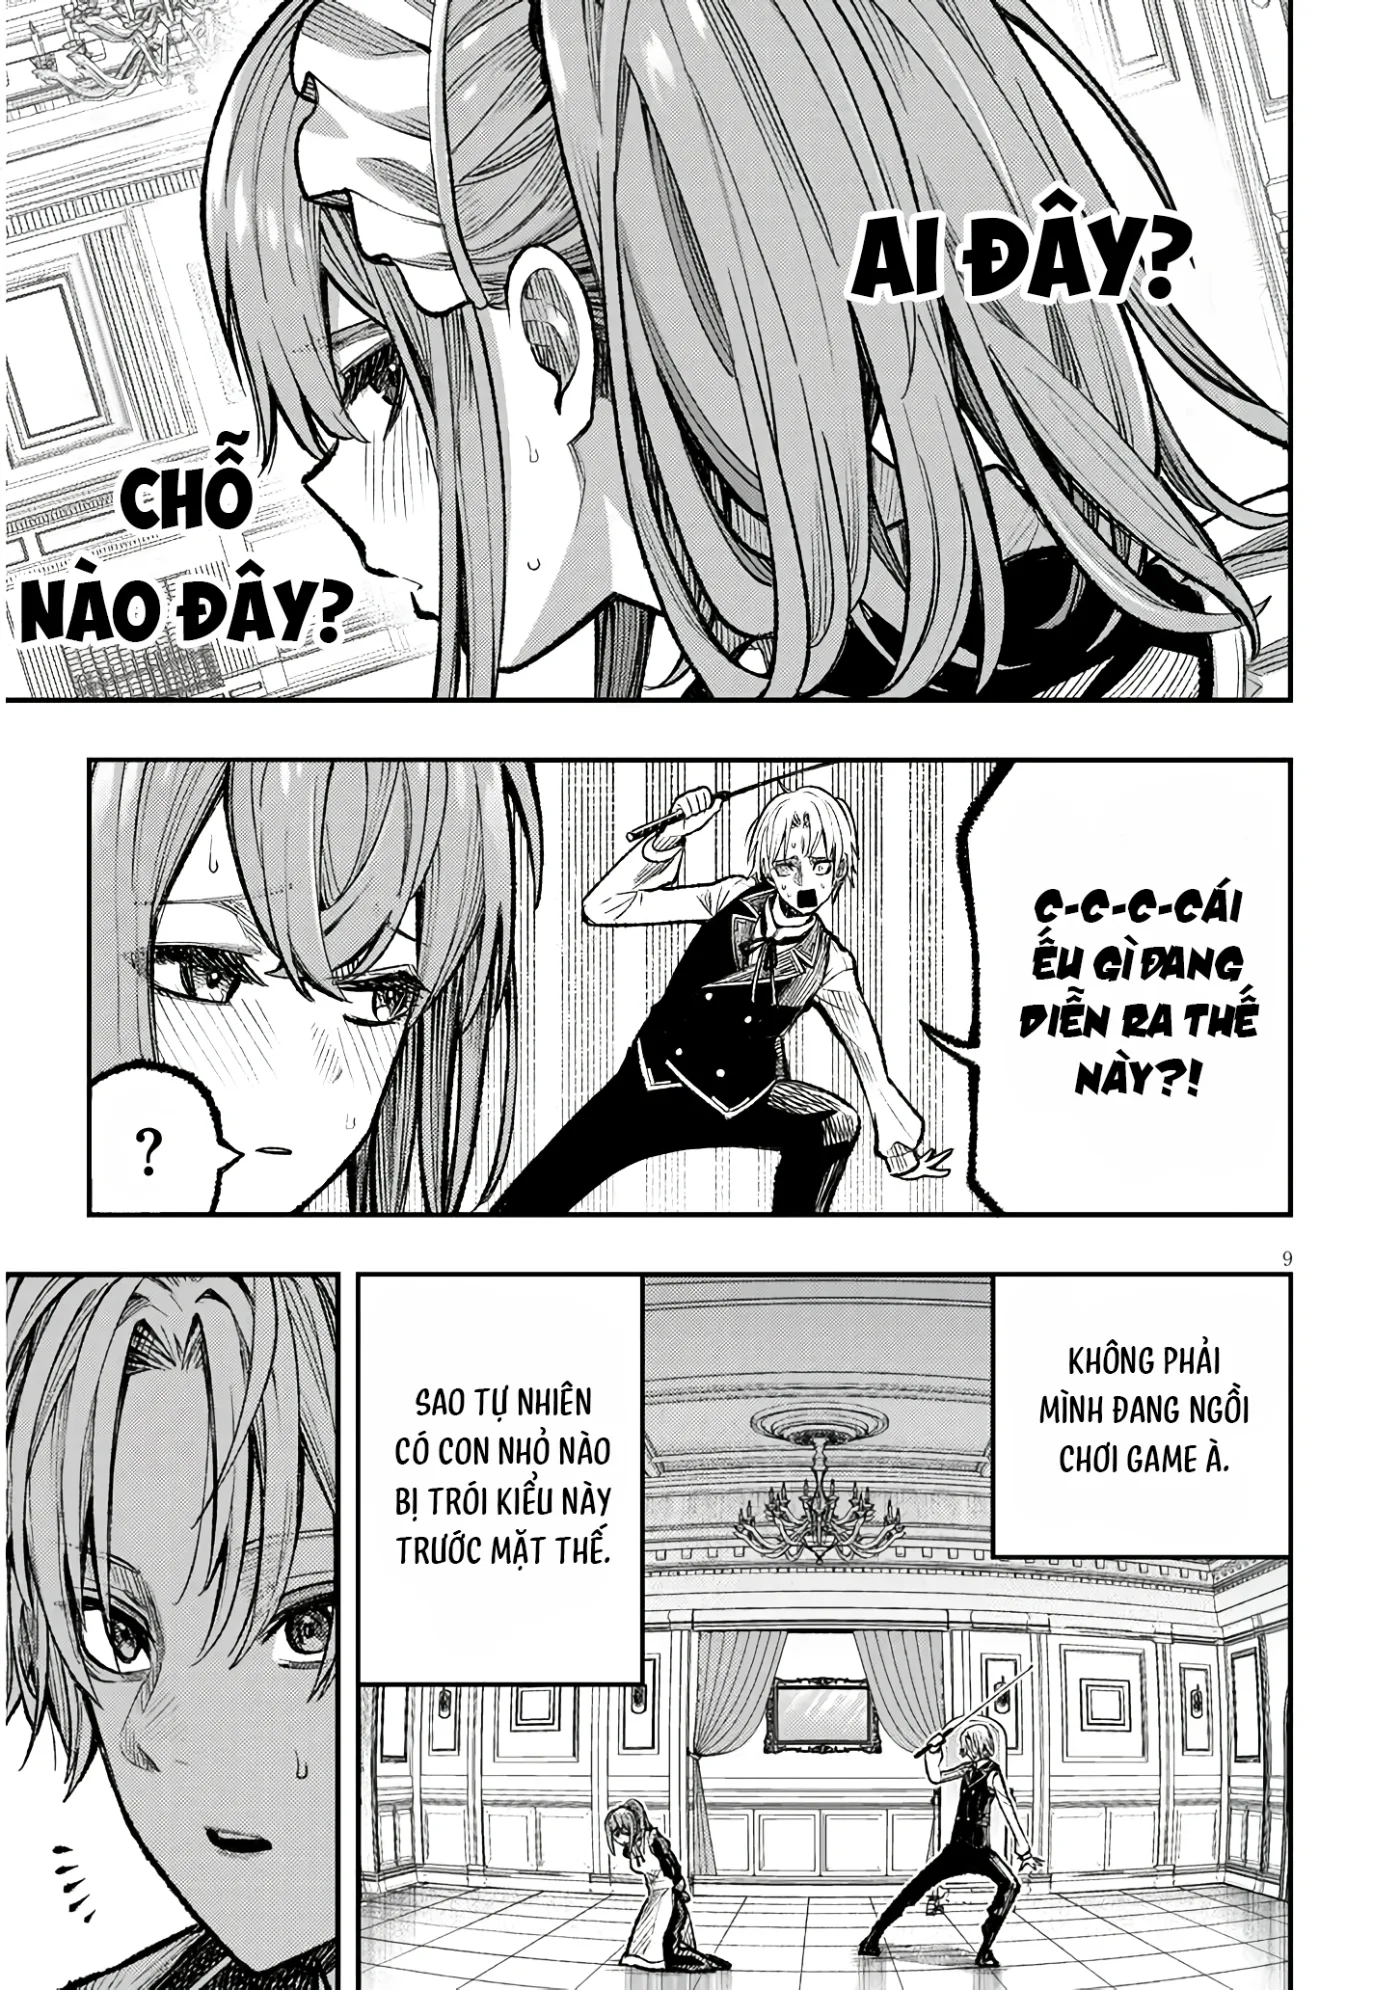 AI ĐÂY?
CHỖ
NÀO ĐÂY?
C-C-C-CÁI
ẾU GÌ ĐANG
DIỄN RA THẾ
NÀY?!
?
9
KHÔNG PHẢI
MÌNH ĐANG NGỒI
CHƠI GAME À.
SAO TỰ NHIÊN
CÓ CON NHỎ NÀO
BỊ TRÓI KIỂU NÀY
TRƯỚC MẶT THẾ.